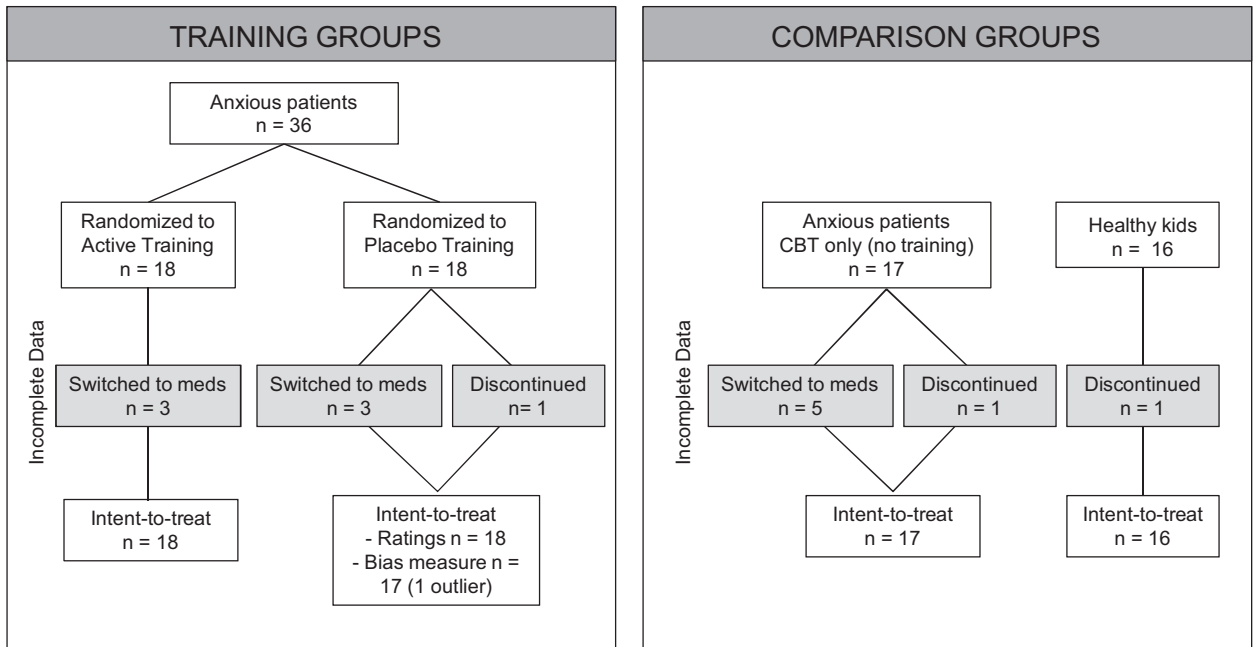 TRAINING GROUPS
Anxious patients
n = 36
Randomized to
Active Training
n = 18
Randomized to
Placebo Training
n = 18
Incomplete Data
Switched to meds
n = 3
Switched to meds
n = 3
Discontinued
n= 1
Intent-to-treat
n = 18
Intent-to-treat
- Ratings n = 18
- Bias measure n =
17 (1 outlier)
COMPARISON GROUPS
Anxious patients
CBT only (no training)
n = 17
Healthy kids
n = 16
Incomplete Data
Switched to meds
n = 5
Discontinued
n = 1
Discontinued
n = 1
Intent-to-treat
n = 17
Intent-to-treat
n = 16